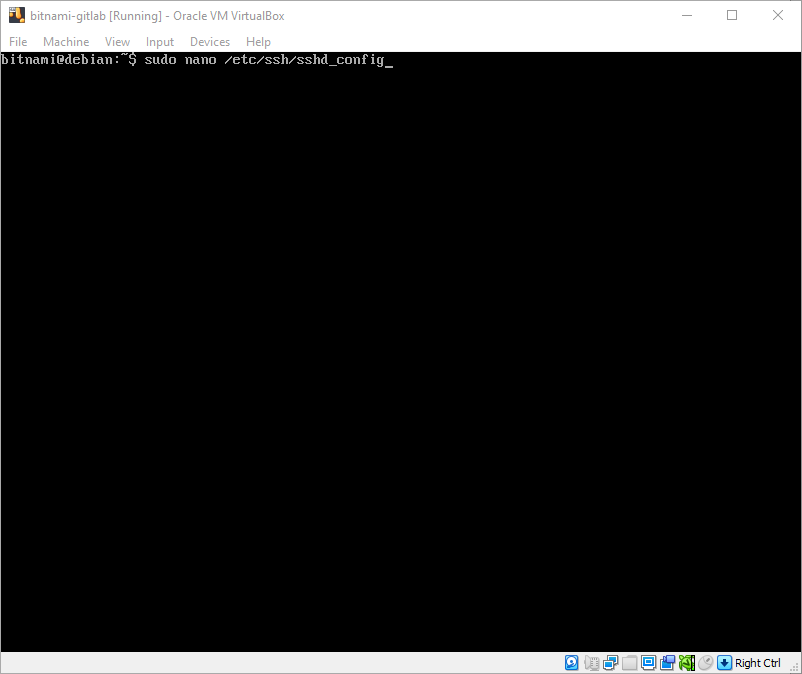 bitnami-gitlab [Running] - Oracle VM VirtualBox
File Machine View Input Devices Help
bitnami@debian:~$ sudo nano /etc/ssh/sshd_config_
Right Ctrl